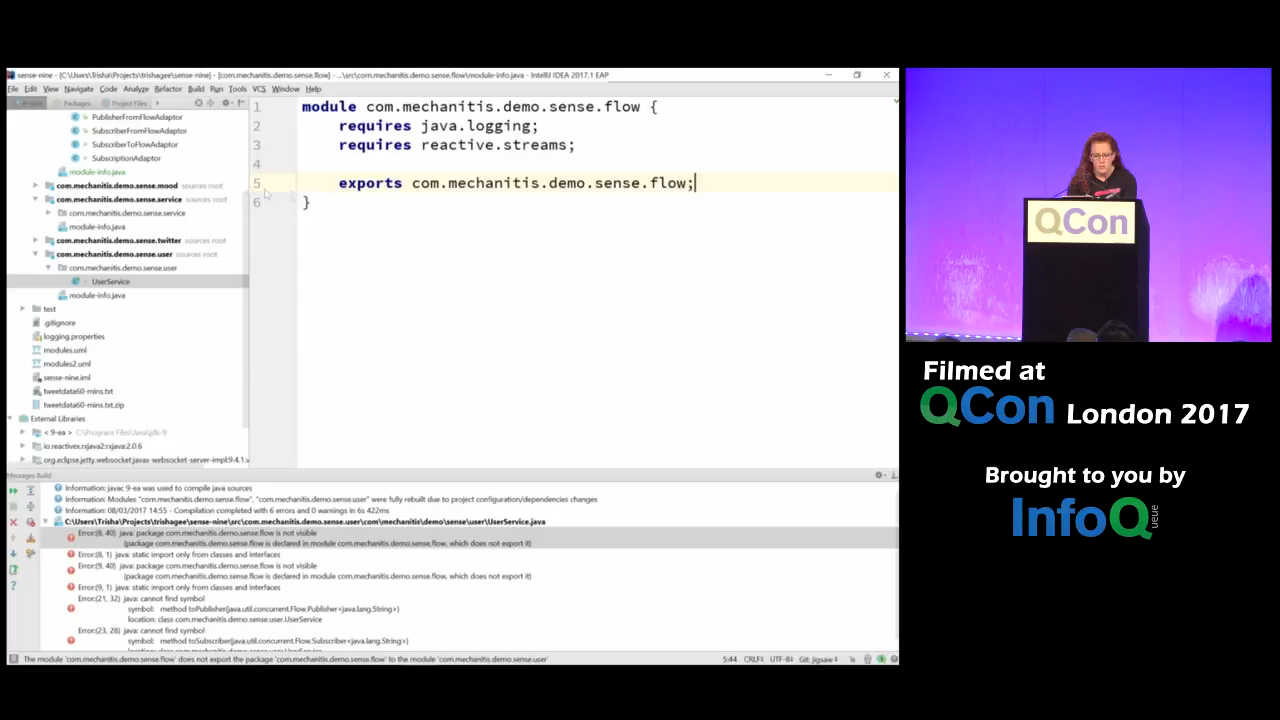 sense-nine - [C:\Users\Trisha\Projects\trishagee\sense-nine] - [com.mechanitis.demo.sense.flow] - ...\src\com.mechanitis.demo.sense.flow\module-info.java - IntelliJ IDEA 2017.1 EAP
File Edit View Navigate Code Analyze Refactor Build Run Tools VCS Window Help
Packages Project Files
PublisherFromFlowAdaptor
SubscriberFromFlowAdaptor
SubscriberToFlowAdaptor
SubscriptionAdaptor
module-info.java
com.mechanitis.demo.sense.mood sources root
com.mechanitis.demo.sense.service sources root
com.mechanitis.demo.sense.service
module-info.java
com.mechanitis.demo.sense.twitter sources root
com.mechanitis.demo.sense.user sources root
com.mechanitis.demo.sense.user
UserService
module-info.java
test
.gitignore
logging.properties
modules.uml
modules2.uml
sense-nine.iml
tweetdata60-mins.txt
tweetdata60-mins.txt.zip
External Libraries
< 9-ea > C:\Program Files\Java\jdk-9
io.reactivex.rxjava2:rxjava:2.0.6
org.eclipse.jetty.websocket:javax-websocket-server-impl:9.4.1.v
1 module com.mechanitis.demo.sense.flow {
2 requires java.logging;
3 requires reactive.streams;
4
5 exports com.mechanitis.demo.sense.flow;
6 }
Messages Build
Information: javac 9-ea was used to compile java sources
Information: Modules "com.mechanitis.demo.sense.flow", "com.mechanitis.demo.sense.user" were fully rebuilt due to project configuration/dependencies changes
Information: 08/03/2017 14:55 - Compilation completed with 6 errors and 0 warnings in 6s 422ms
C:\Users\Trisha\Projects\trishagee\sense-nine\src\com.mechanitis.demo.sense.user\com\mechanitis\demo\sense\user\UserService.java
Error:(8, 40) java: package com.mechanitis.demo.sense.flow is not visible
(package com.mechanitis.demo.sense.flow is declared in module com.mechanitis.demo.sense.flow, which does not export it)
Error:(8, 1) java: static import only from classes and interfaces
Error:(9, 40) java: package com.mechanitis.demo.sense.flow is not visible
(package com.mechanitis.demo.sense.flow is declared in module com.mechanitis.demo.sense.flow, which does not export it)
Error:(9, 1) java: static import only from classes and interfaces
Error:(21, 32) java: cannot find symbol
symbol: method toPublisher(java.util.concurrent.Flow.Publisher<java.lang.String>)
location: class com.mechanitis.demo.sense.user.UserService
Error:(23, 28) java: cannot find symbol
symbol: method toSubscriber(java.util.concurrent.Flow.Subscriber<java.lang.String>)
The module 'com.mechanitis.demo.sense.flow' does not export the package 'com.mechanitis.demo.sense.flow' to the module 'com.mechanitis.demo.sense.user'
5:44 CRLF UTF-8 Git: jigsaw
QCon
Filmed at
QCon London 2017
Brought to you by
InfoQ
ueue